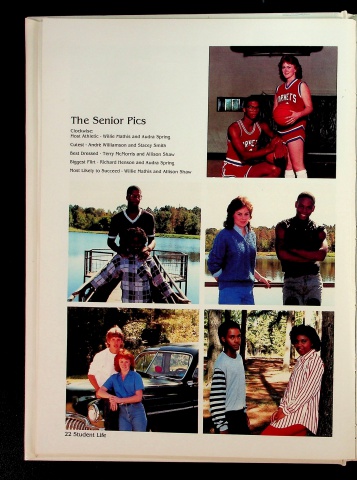 The Senior Pics
Clockwise:
Most Athletic - Willie Mathis and Audra Spring
Cutest - André Williamson and Stacey Smith
Best Dressed - Terry McMorris and Allison Shaw
Biggest Flirt - Richard Henson and Audra Spring
Most Likely to Succeed - Willie Mathis and Allison Shaw
HORNETS
22 Student Life